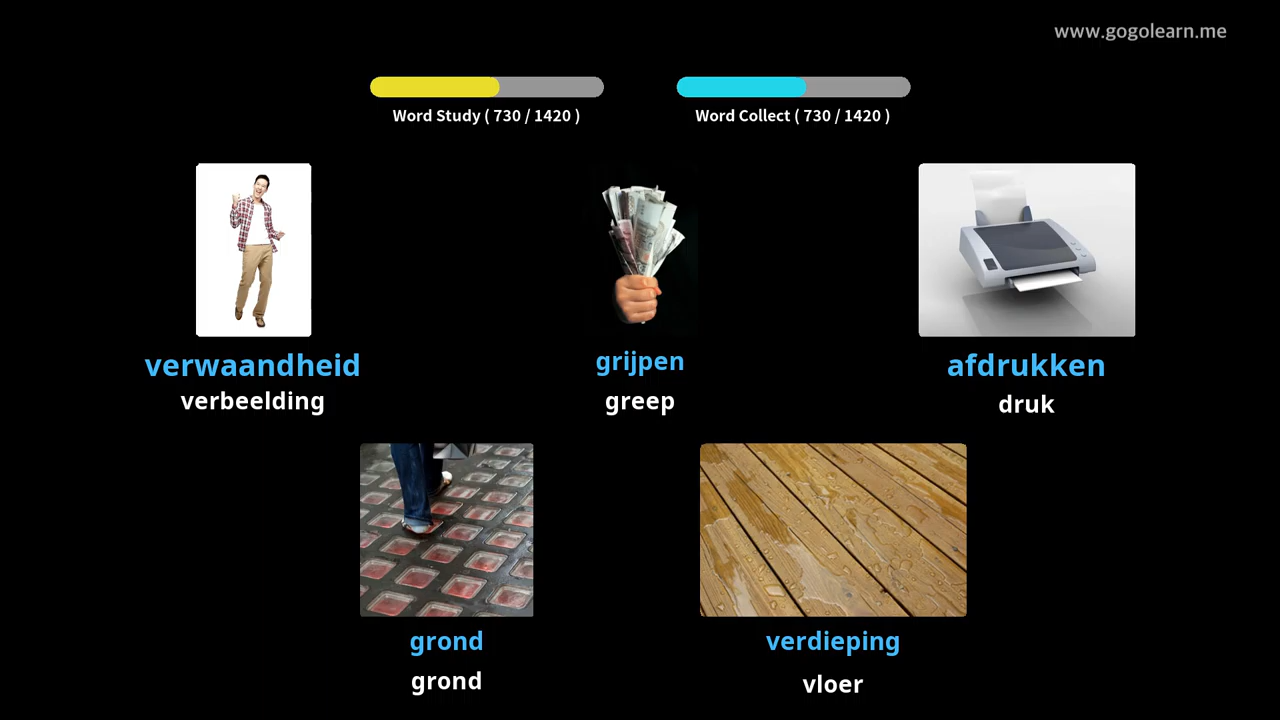 www.gogolearn.me
Word Study ( 730 / 1420 )
Word Collect ( 730 / 1420 )
verwaandheid
verbeelding
grijpen
greep
afdrukken
druk
grond
grond
verdieping
vloer